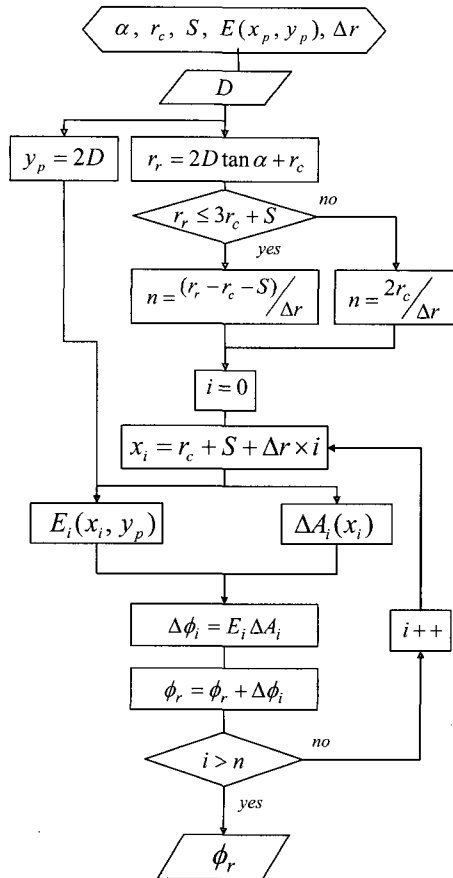 α, r_c, S, E(x_p, y_p), Δr
D
y_p = 2D
r_r = 2D tan α + r_c
r_r ≤ 3r_c + S
no
yes
n = (r_r − r_c − S)/Δr
n = 2r_c/Δr
i = 0
x_i = r_c + S + Δr × i
E_i(x_i, y_p)
ΔA_i(x_i)
Δϕ_i = E_i ΔA_i
i++
ϕ_r = ϕ_r + Δϕ_i
i > n
no
yes
ϕ_r